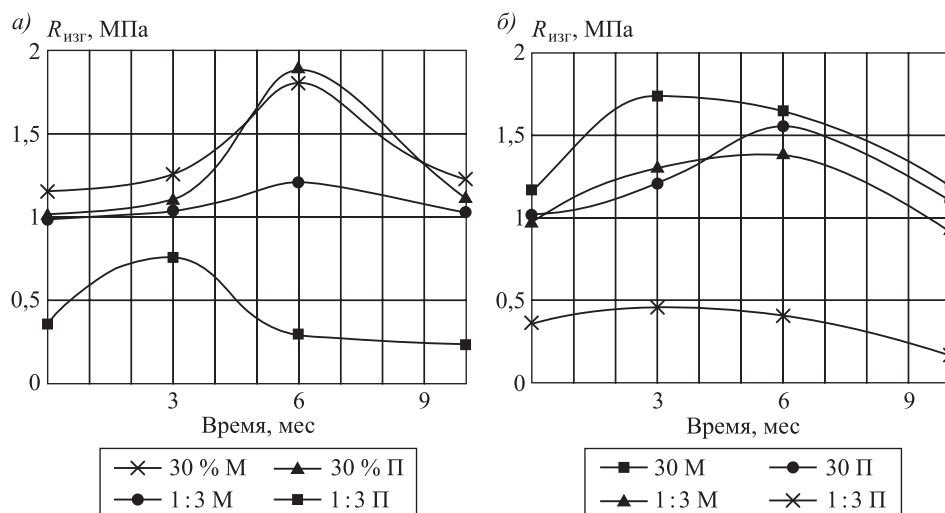 а) Rизг, МПа
2
1,5
1
0,5
0
3 6 9
Время, мес
30 % М 30 % П
1:3 М 1:3 П
б) Rизг, МПа
2
1,5
1
0,5
0
3 6 9
Время, мес
30 М 30 П
1:3 М 1:3 П